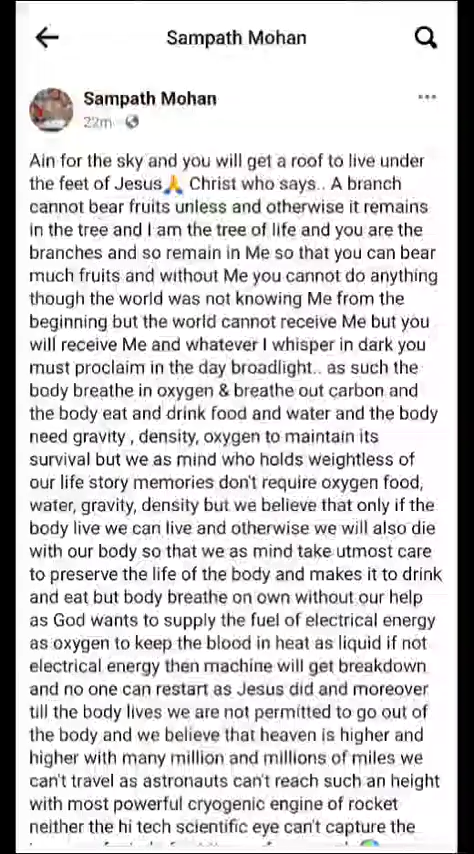 Sampath Mohan
Sampath Mohan
22m
Ain for the sky and you will get a roof to live under
the feet of Jesus🙏 Christ who says.. A branch
cannot bear fruits unless and otherwise it remains
in the tree and I am the tree of life and you are the
branches and so remain in Me so that you can bear
much fruits and without Me you cannot do anything
though the world was not knowing Me from the
beginning but the world cannot receive Me but you
will receive Me and whatever I whisper in dark you
must proclaim in the day broadlight.. as such the
body breathe in oxygen & breathe out carbon and
the body eat and drink food and water and the body
need gravity , density, oxygen to maintain its
survival but we as mind who holds weightless of
our life story memories don't require oxygen food,
water, gravity, density but we believe that only if the
body live we can live and otherwise we will also die
with our body so that we as mind take utmost care
to preserve the life of the body and makes it to drink
and eat but body breathe on own without our help
as God wants to supply the fuel of electrical energy
as oxygen to keep the blood in heat as liquid if not
electrical energy then machine will get breakdown
and no one can restart as Jesus did and moreover
till the body lives we are not permitted to go out of
the body and we believe that heaven is higher and
higher with many million and millions of miles we
can't travel as astronauts can't reach such an height
with most powerful cryogenic engine of rocket
neither the hi tech scientific eye can't capture the